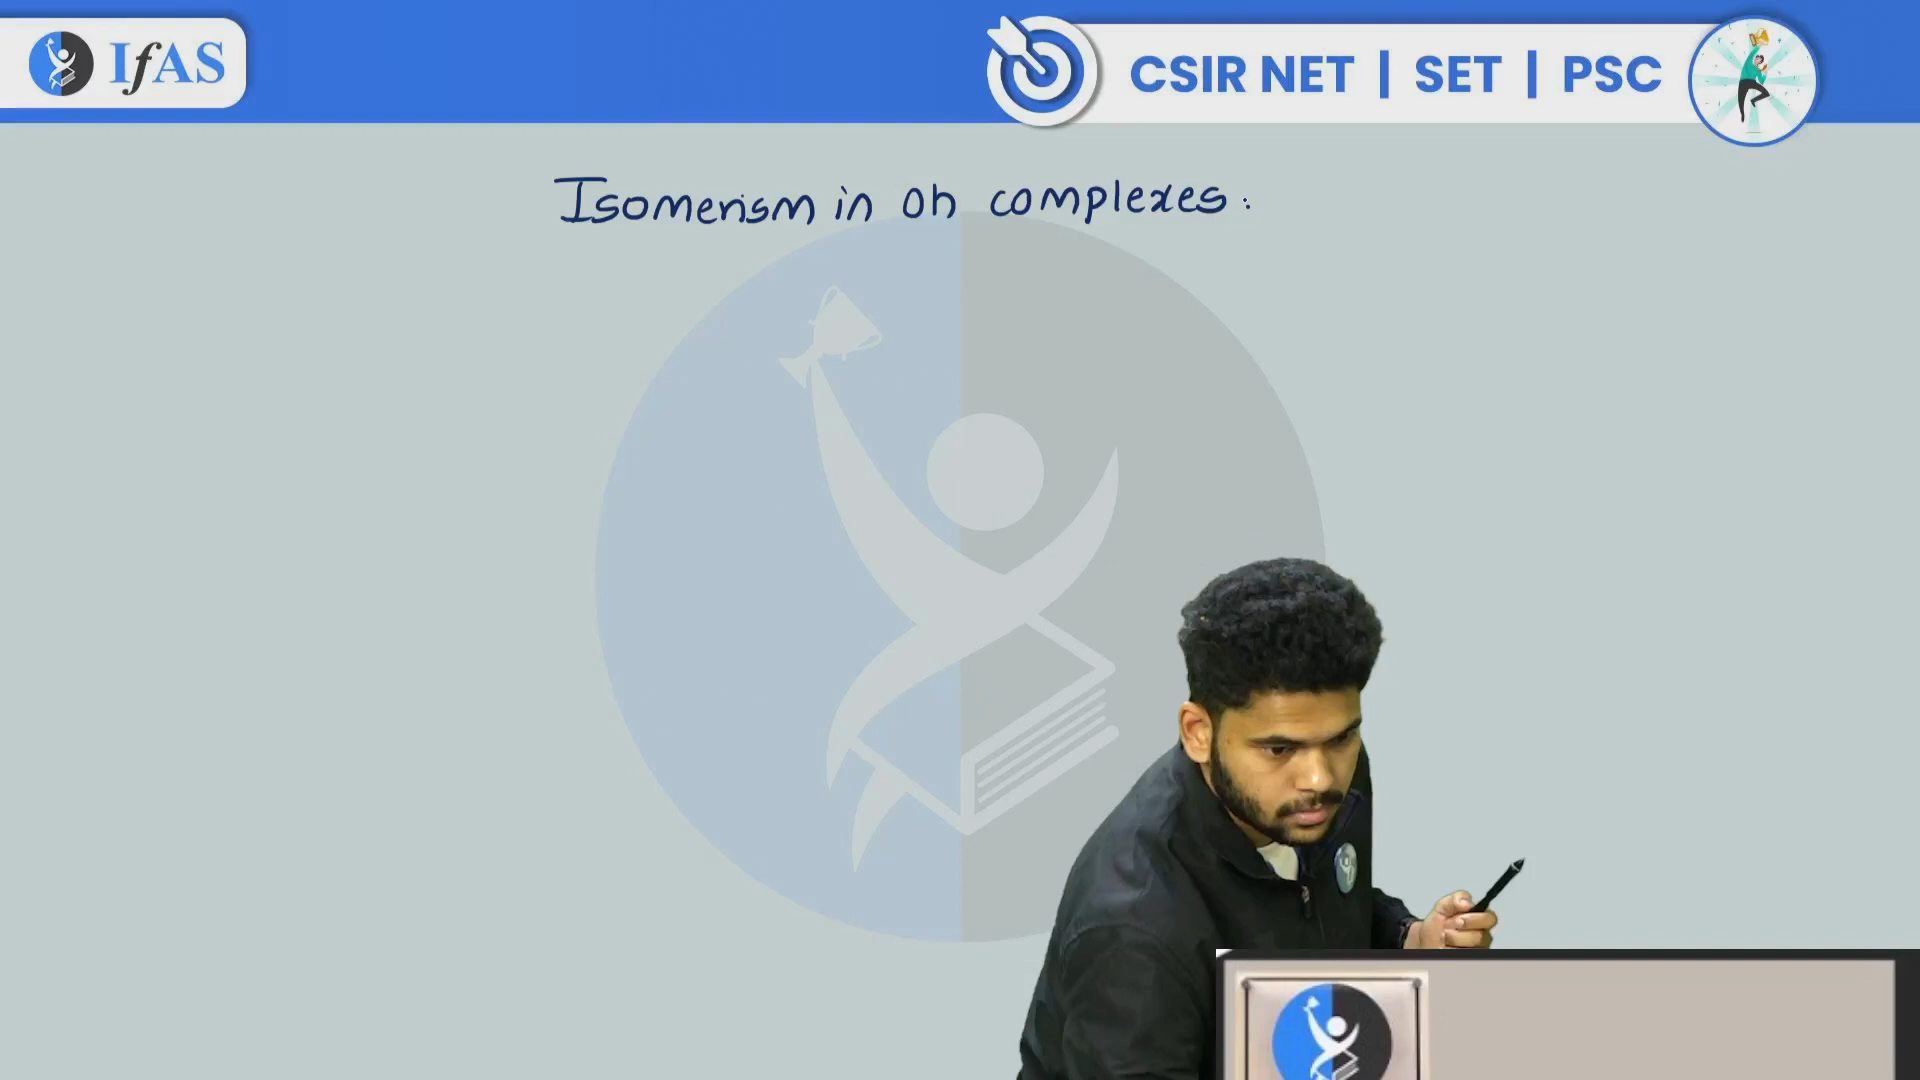 IfAS
CSIR NET | SET | PSC
Isomerism in Oh complexes.